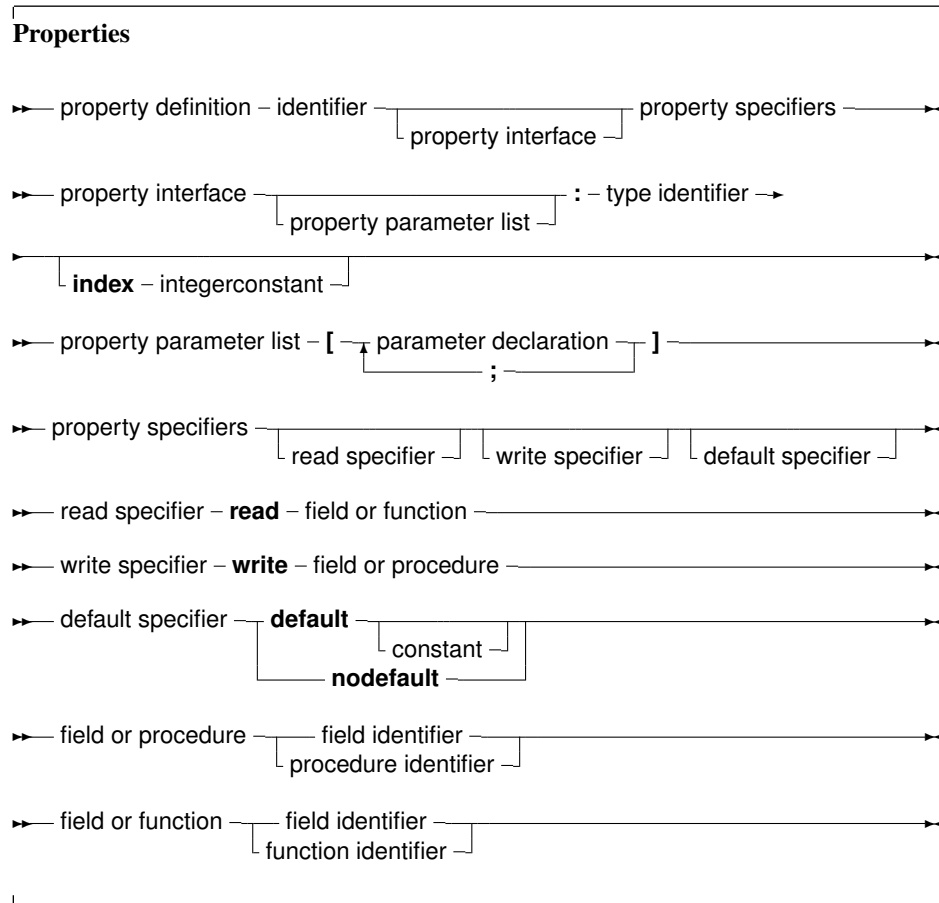 Properties
property definition – identifier property specifiers
property interface
property interface : – type identifier
property parameter list
index – integerconstant
property parameter list – [ parameter declaration ]
;
property specifiers
read specifier write specifier default specifier
read specifier – read – field or function
write specifier – write – field or procedure
default specifier default
constant
nodefault
field or procedure field identifier
procedure identifier
field or function field identifier
function identifier